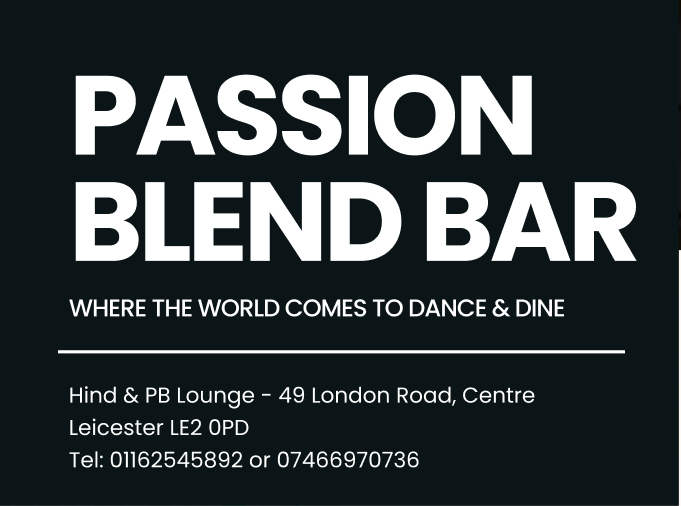 PASSION
BLEND BAR
WHERE THE WORLD COMES TO DANCE & DINE
Hind & PB Lounge - 49 London Road, Centre
Leicester LE2 0PD
Tel: 01162545892 or 07466970736